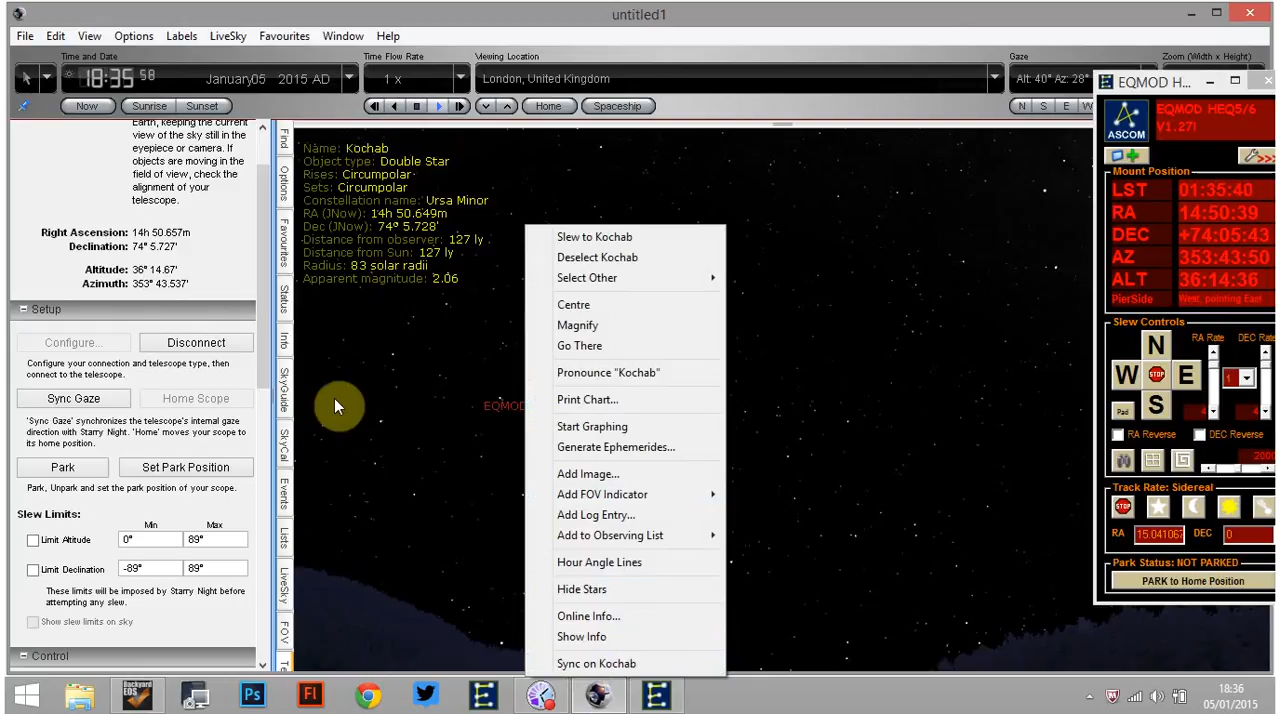 untitled1
File Edit View Options Labels LiveSky Favourites Window Help
Time and Date Time Flow Rate Viewing Location Gaze Zoom (Width x Height)
18:35 58 January05 2015 AD 1 x London, United Kingdom Alt: 40° Az: 28°
Now Sunrise Sunset Home Spaceship N S E W
Earth, keeping the current
view of the sky still in the
eyepiece or camera. If
objects are moving in the
field of view, check the
alignment of your
telescope.
Right Ascension: 14h 50.657m
Declination: 74° 5.727'
Altitude: 36° 14.67'
Azimuth: 353° 43.537'
Setup
Configure... Disconnect
Configure your connection and telescope type, then
connect to the telescope.
Sync Gaze Home Scope
'Sync Gaze' synchronizes the telescope's internal gaze
direction with Starry Night. 'Home' moves your scope to
its home position.
Park Set Park Position
Park, Unpark and set the park position of your scope.
Slew Limits:
Min Max
Limit Altitude 0° 89°
Limit Declination -89° 89°
These limits will be imposed by Starry Night before
attempting any slew.
Show slew limits on sky
Control
Find
Options
Favourites
Status
Info
SkyGuide
SkyCal
Events
Lists
LiveSky
FOV
Te
Name: Kochab
Object type: Double Star
Rises: Circumpolar
Sets: Circumpolar
Constellation name: Ursa Minor
RA (JNow): 14h 50.649m
Dec (JNow): 74° 5.728'
Distance from observer: 127 ly
Distance from Sun: 127 ly
Radius: 83 solar radii
Apparent magnitude: 2.06
EQMOD
Slew to Kochab
Deselect Kochab
Select Other
Centre
Magnify
Go There
Pronounce "Kochab"
Print Chart...
Start Graphing
Generate Ephemerides...
Add Image...
Add FOV Indicator
Add Log Entry...
Add to Observing List
Hour Angle Lines
Hide Stars
Online Info...
Show Info
Sync on Kochab
EQMOD H...
ASCOM
EQMOD HEQ5/6
V1.27l
Mount Position
LST 01:35:40
RA 14:50:39
DEC +74:05:43
AZ 353:43:50
ALT 36:14:36
PierSide West, pointing East
Slew Controls
RA Rate DEC Rate
N
W STOP E 1
S
Pad 4 4
RA Reverse DEC Reverse
2000
Track Rate: Sidereal
STOP
RA 15.041067 DEC 0
Park Status: NOT PARKED
PARK to Home Position
BackyardEOS Ps Fl
18:36
05/01/2015